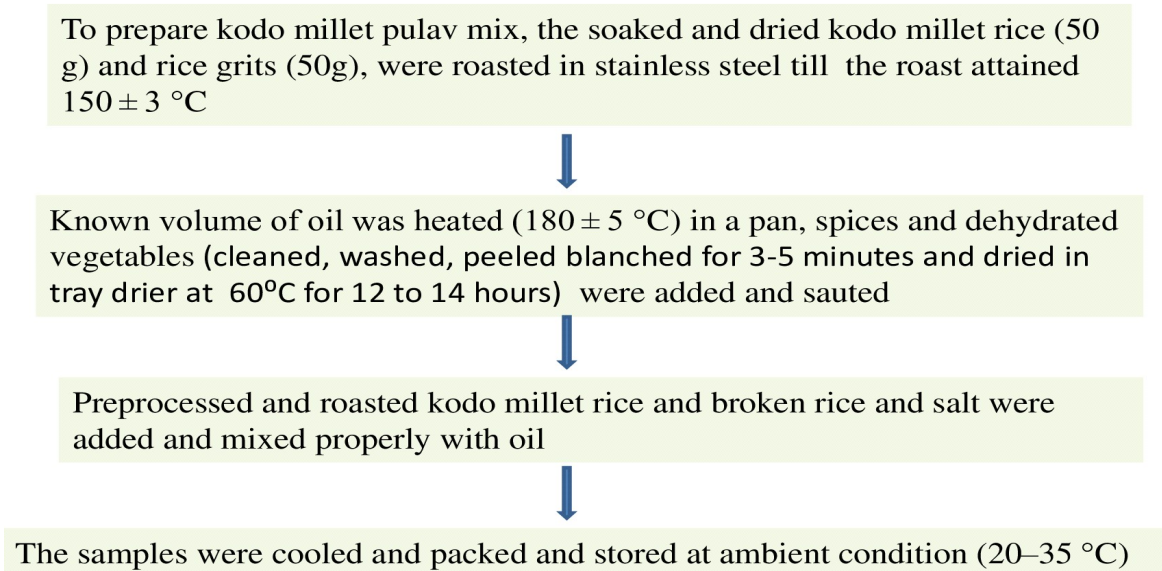 To prepare kodo millet pulav mix, the soaked and dried kodo millet rice (50
g) and rice grits (50g), were roasted in stainless steel till  the roast attained
150 ± 3 °C
Known volume of oil was heated (180 ± 5 °C) in a pan, spices and dehydrated
vegetables (cleaned, washed, peeled blanched for 3-5 minutes and dried in
tray drier at  60⁰C for 12 to 14 hours)  were added and sauted
Preprocessed and roasted kodo millet rice and broken rice and salt were
added and mixed properly with oil
The samples were cooled and packed and stored at ambient condition (20–35 °C)